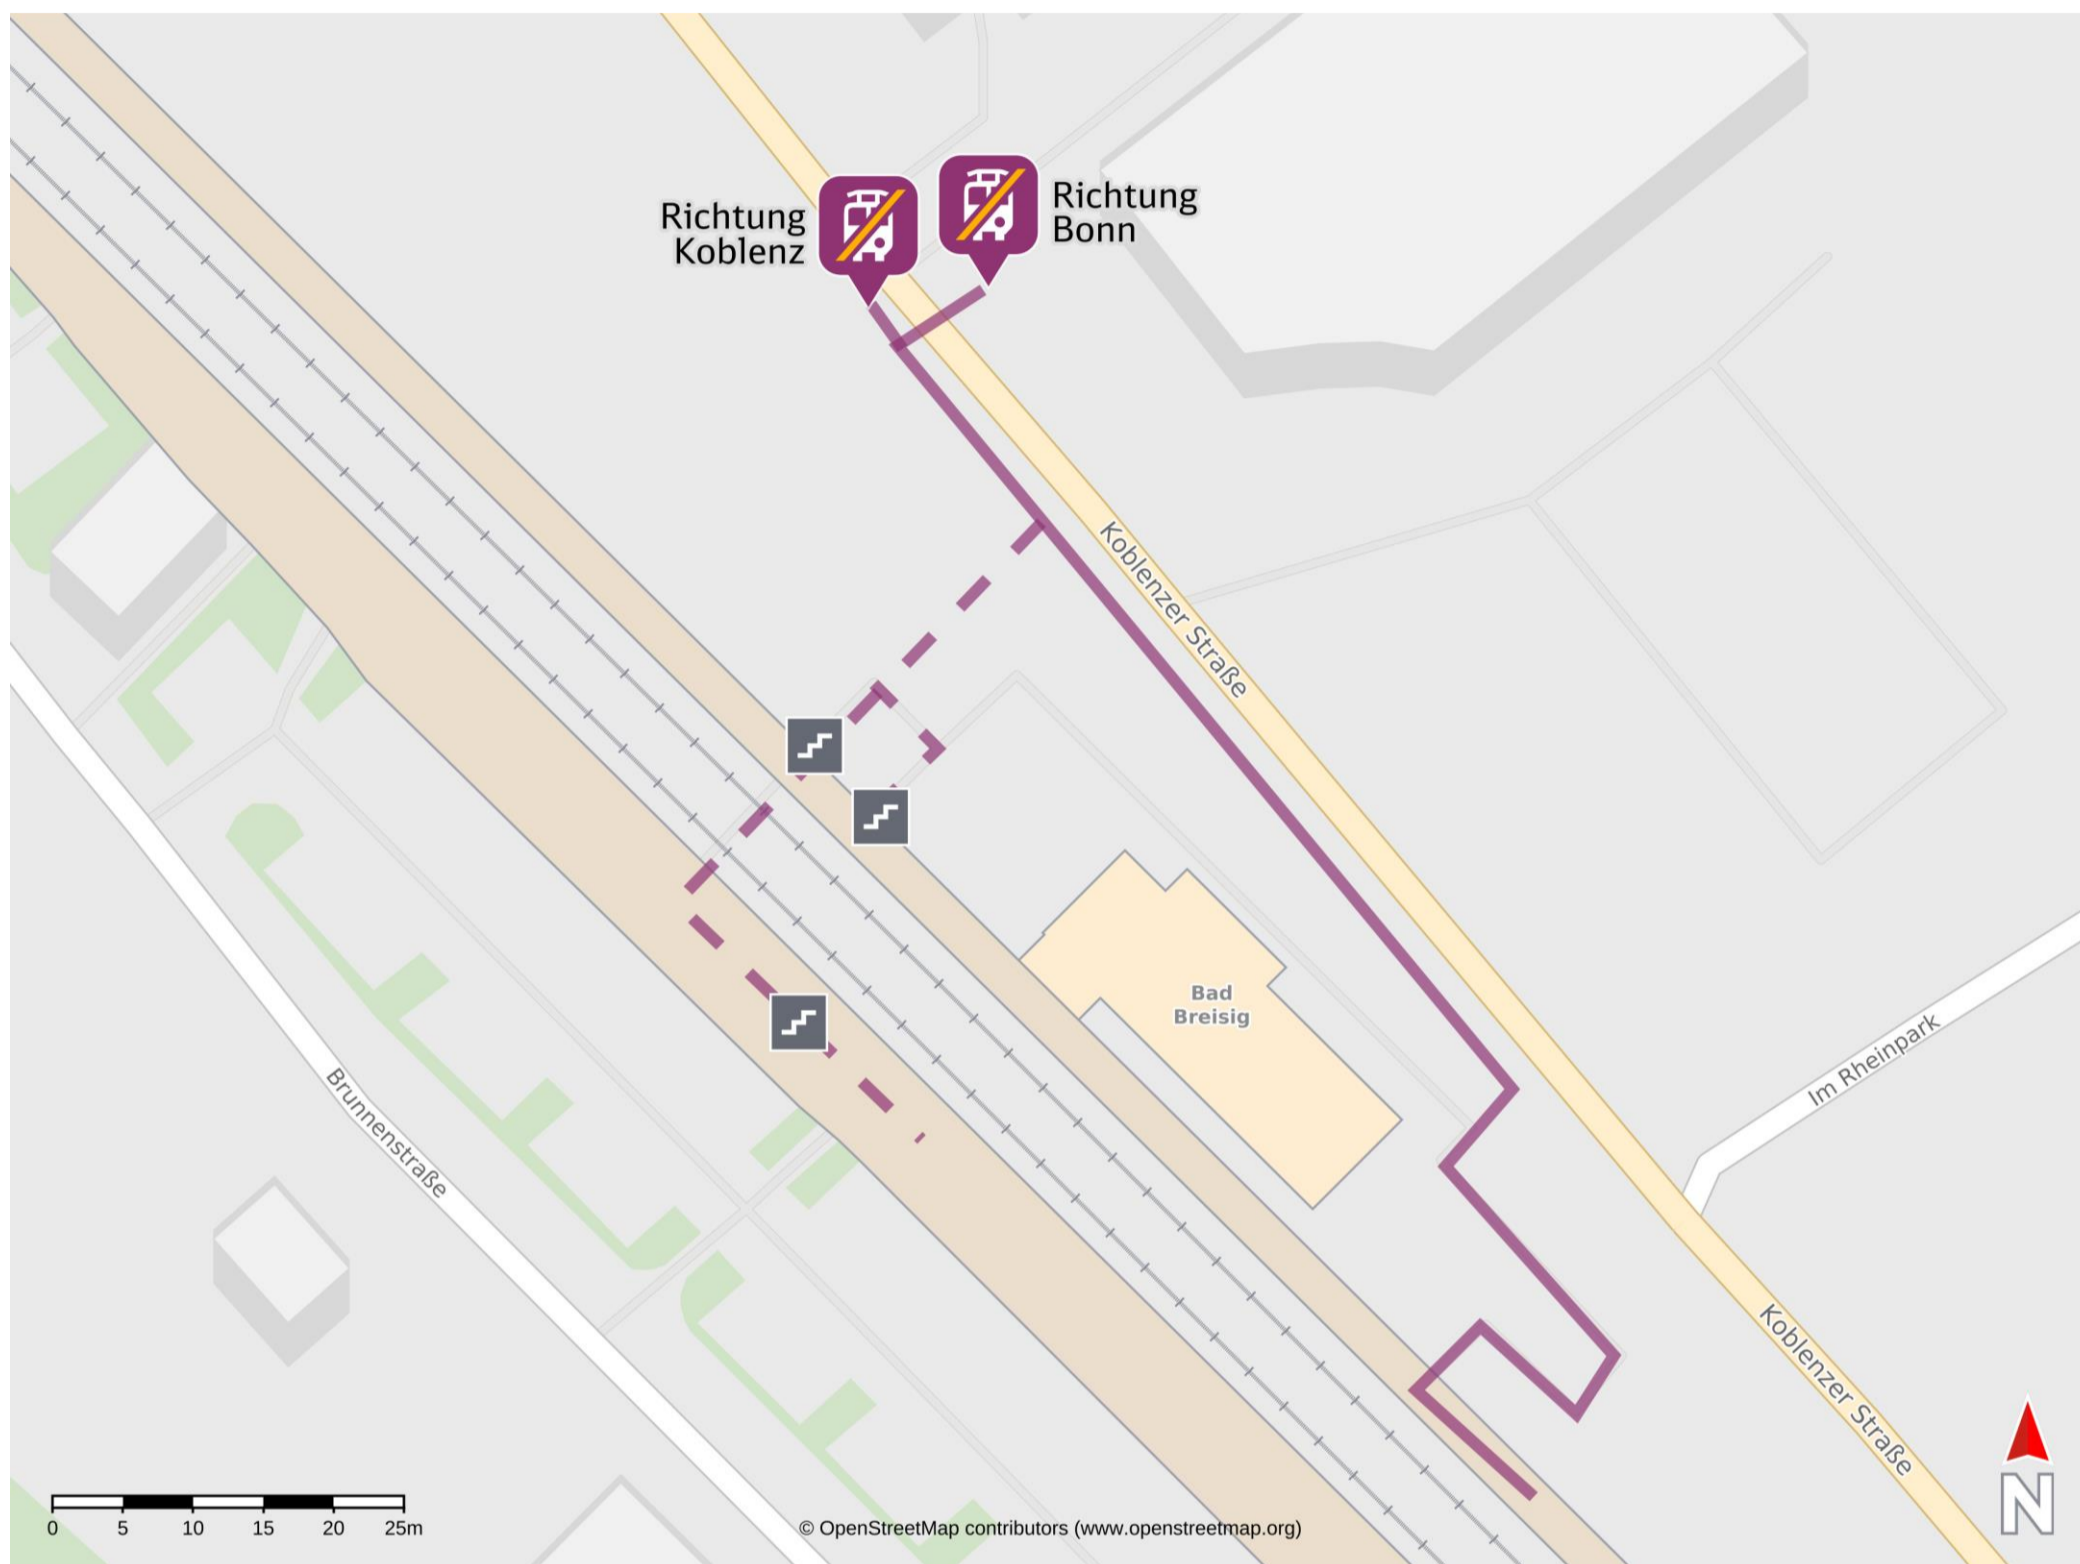 Richtung
Koblenz
Richtung
Bonn
Koblenzer Straße
Bad
Breisig
Im Rheinpark
Brunnenstraße
Koblenzer Straße
0 5 10 15 20 25m
© OpenStreetMap contributors (www.openstreetmap.org)
N